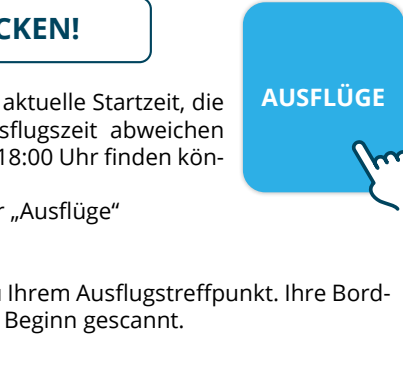 CKEN!
aktuelle Startzeit, die
sflugszeit abweichen
18:00 Uhr finden kön-
r „Ausflüge“
Ihrem Ausflugstreffpunkt. Ihre Bord-
Beginn gescannt.
AUSFLÜGE